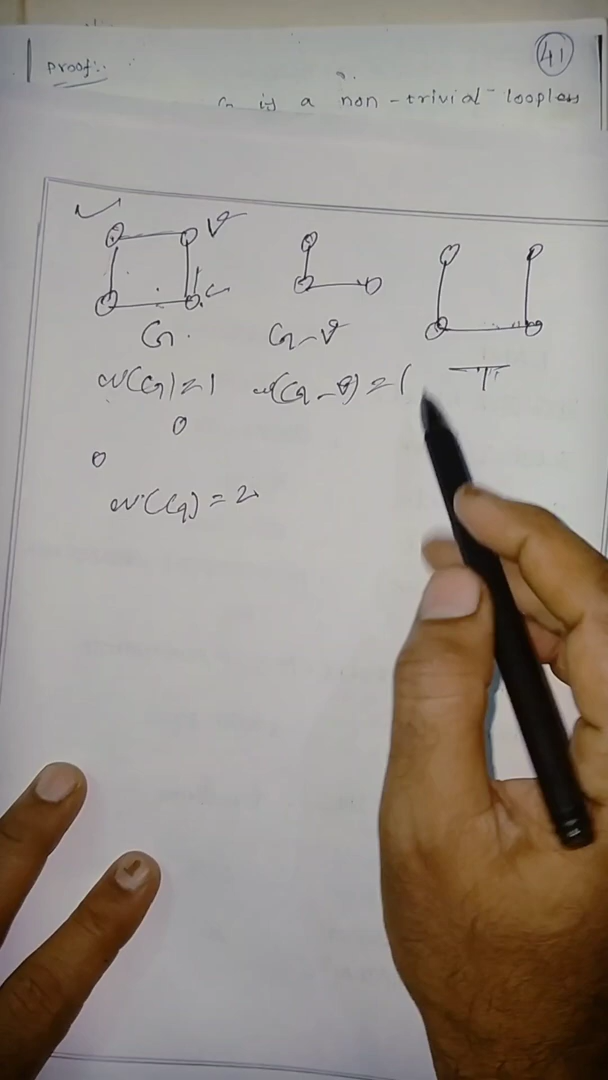 41
Proof:-
G is a non-trivial loopless
v
e
G
G-v
T
w(G)=1
w(G-v)=1
w(G)=2